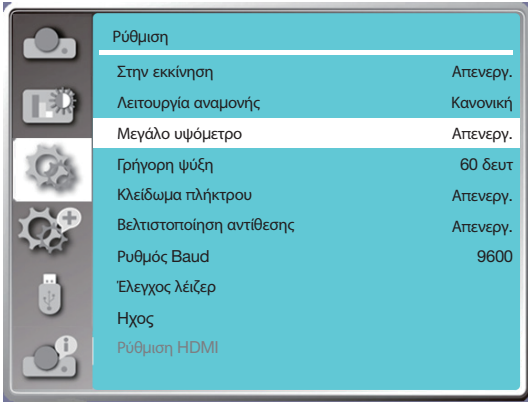 Ρύθμιση
Στην εκκίνηση Απενεργ.
Λειτουργία αναμονής Κανονική
Μεγάλο υψόμετρο Απενεργ.
Γρήγορη ψύξη 60 δευτ
Κλείδωμα πλήκτρου Απενεργ.
Βελτιστοποίηση αντίθεσης Απενεργ.
Ρυθμός Baud 9600
Έλεγχος λέιζερ
Ηχος
Ρύθμιση HDMI